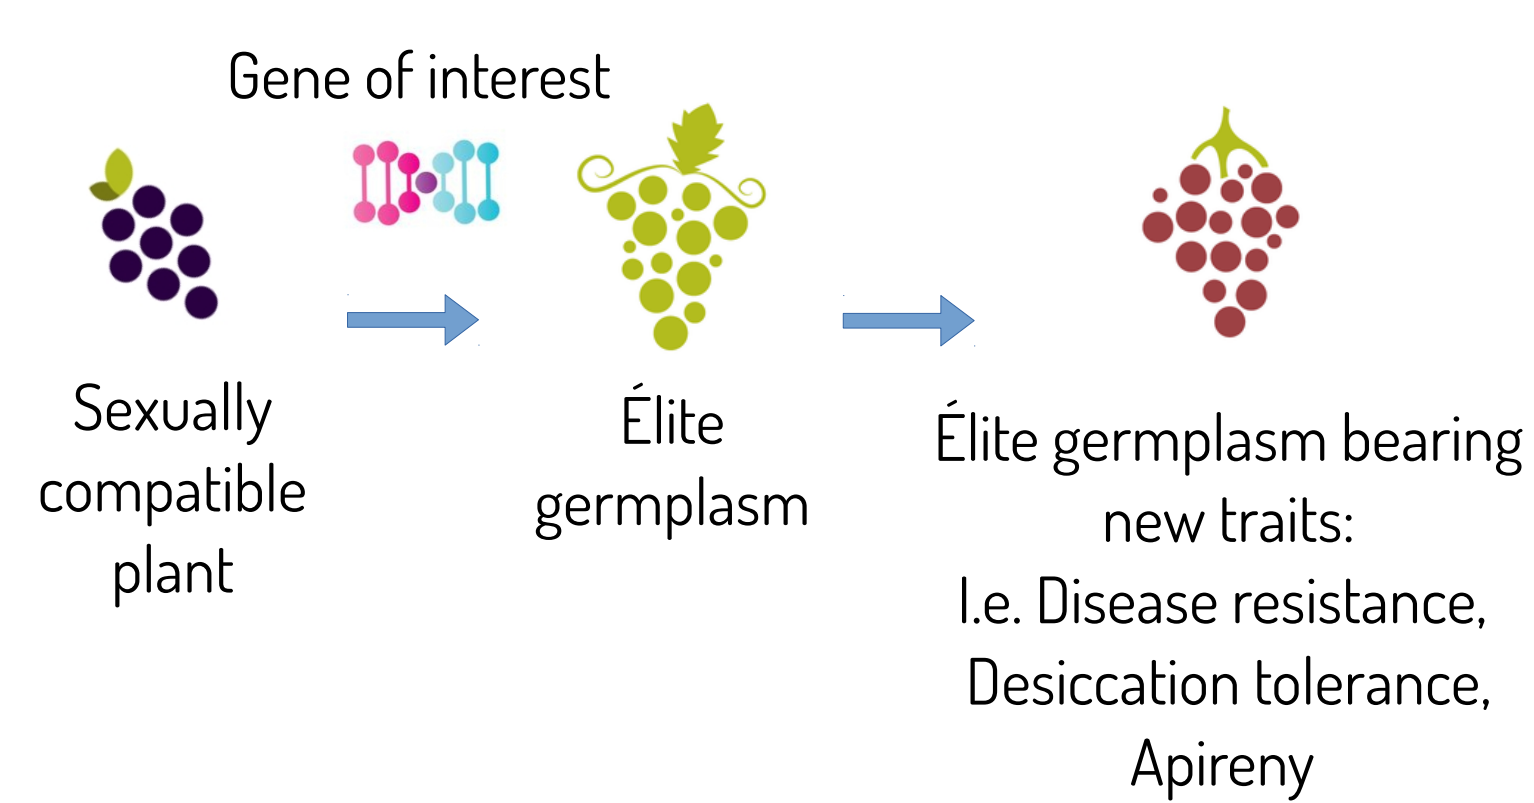 Gene of interest
Sexually
compatible
plant
Élite
germplasm
Élite germplasm bearing
new traits:
I.e. Disease resistance,
Desiccation tolerance,
Apireny